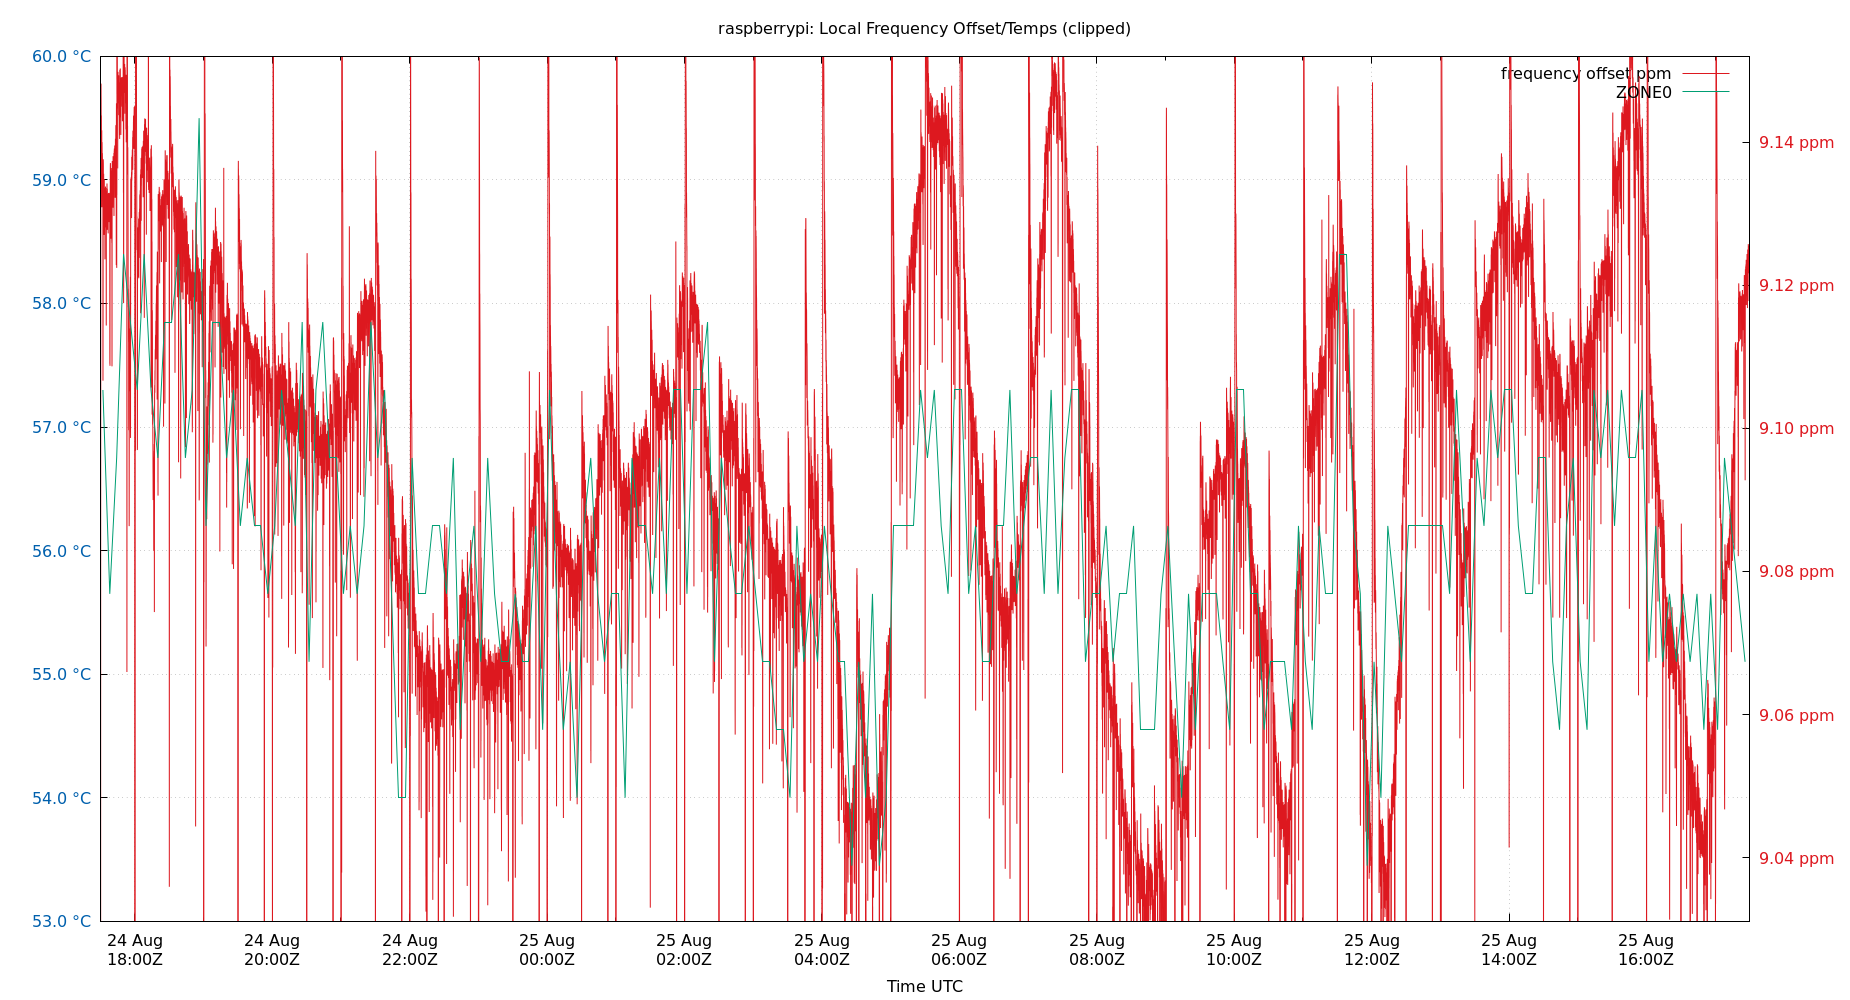 raspberrypi: Local Frequency Offset/Temps (clipped)
frequency offset ppm
ZONE0
60.0 °C
59.0 °C
58.0 °C
57.0 °C
56.0 °C
55.0 °C
54.0 °C
53.0 °C
9.14 ppm
9.12 ppm
9.10 ppm
9.08 ppm
9.06 ppm
9.04 ppm
24 Aug
18:00Z
24 Aug
20:00Z
24 Aug
22:00Z
25 Aug
00:00Z
25 Aug
02:00Z
25 Aug
04:00Z
25 Aug
06:00Z
25 Aug
08:00Z
25 Aug
10:00Z
25 Aug
12:00Z
25 Aug
14:00Z
25 Aug
16:00Z
Time UTC